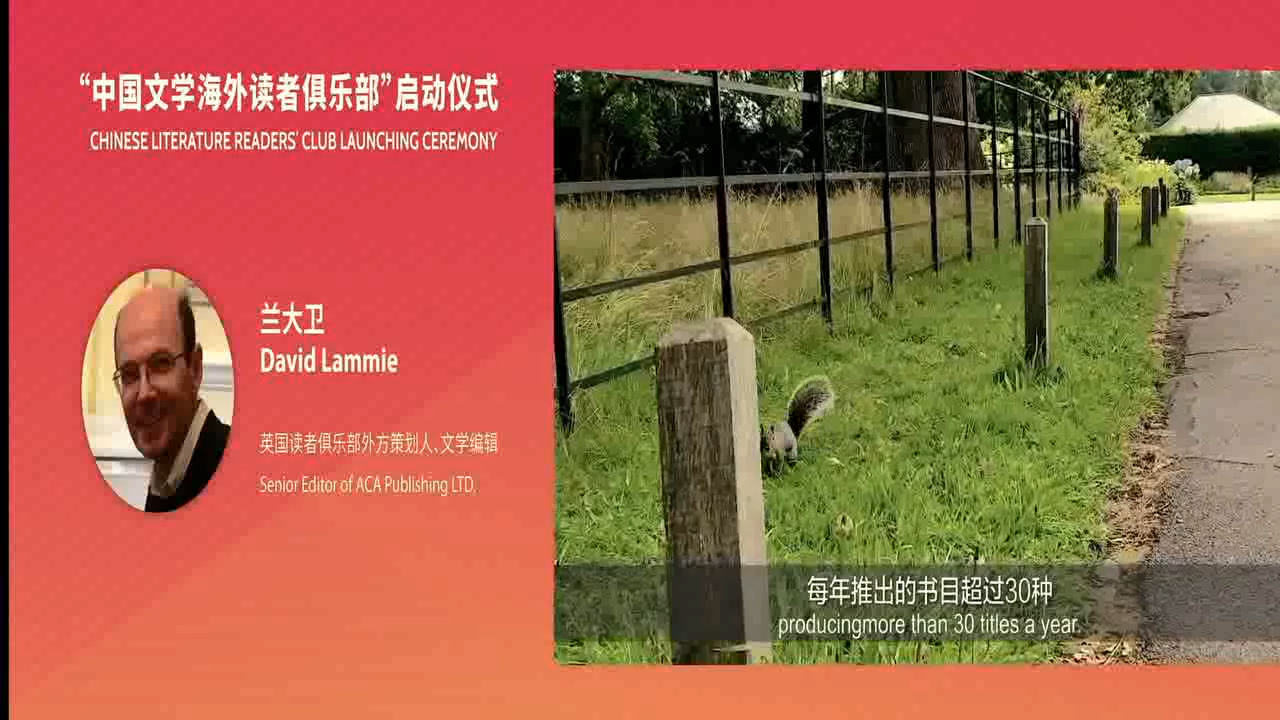 “中国文学海外读者俱乐部”启动仪式
CHINESE LITERATURE READERS' CLUB LAUNCHING CEREMONY
兰大卫
David Lammie
英国读者俱乐部外方策划人、文学编辑
Senior Editor of ACA Publishing LTD.
每年推出的书目超过30种
producingmore than 30 titles a year.